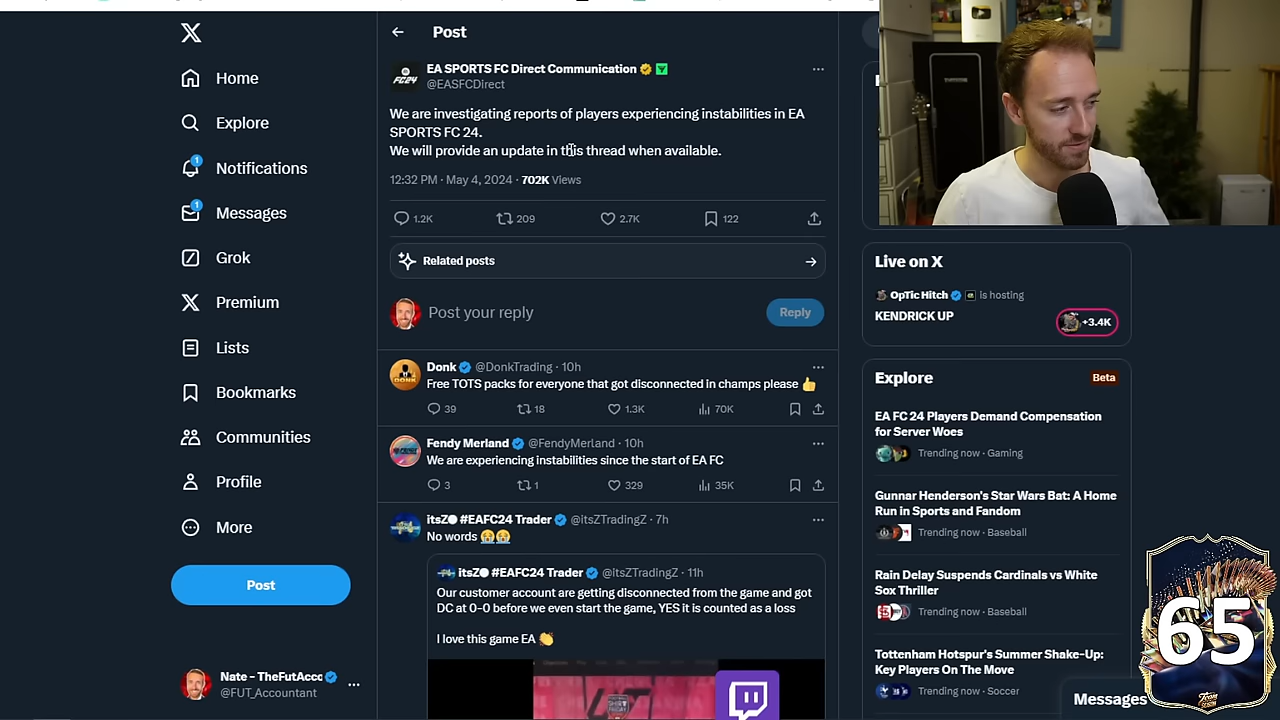 Post
EA SPORTS FC Direct Communication
@EASFCDirect
FC24
We are investigating reports of players experiencing instabilities in EA
SPORTS FC 24.
We will provide an update in this thread when available.
12:32 PM · May 4, 2024 · 702K Views
1.2K
209
2.7K
122
Related posts
Post your reply
Reply
Donk @DonkTrading · 10h
Free TOTS packs for everyone that got disconnected in champs please 👍
39
18
1.3K
70K
Fendy Merland @FendyMerland · 10h
We are experiencing instabilities since the start of EA FC
3
1
329
35K
itsZ #EAFC24 Trader @itsZTradingZ · 7h
No words 😭😭
itsZ #EAFC24 Trader @itsZTradingZ · 11h
Our customer account are getting disconnected from the game and got
DC at 0-0 before we even start the game, YES it is counted as a loss
I love this game EA 👏
Home
Explore
1
Notifications
1
Messages
Grok
Premium
Lists
Bookmarks
Communities
Profile
More
Post
Nate - TheFutAcc
@FUT_Accountant
Live on X
OpTic Hitch is hosting
KENDRICK UP
+3.4K
Explore
Beta
EA FC 24 Players Demand Compensation
for Server Woes
Trending now · Gaming
Gunnar Henderson's Star Wars Bat: A Home
Run in Sports and Fandom
Trending now · Baseball
Rain Delay Suspends Cardinals vs White
Sox Thriller
Trending now · Baseball
Tottenham Hotspur's Summer Shake-Up:
Key Players On The Move
Trending now · Soccer
Messages
65